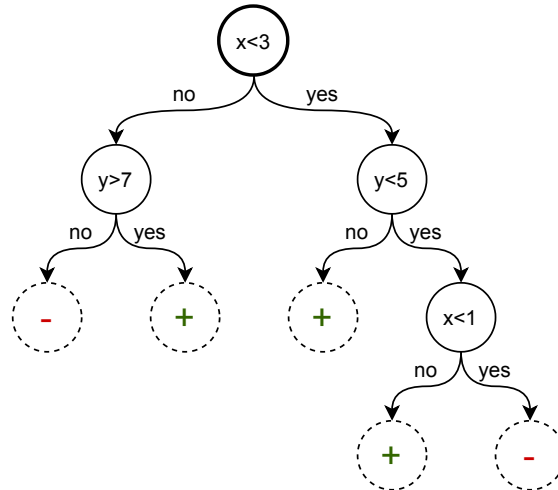 x<3
no yes
y>7 y<5
no yes no yes
- + + x<1
no yes
+ -